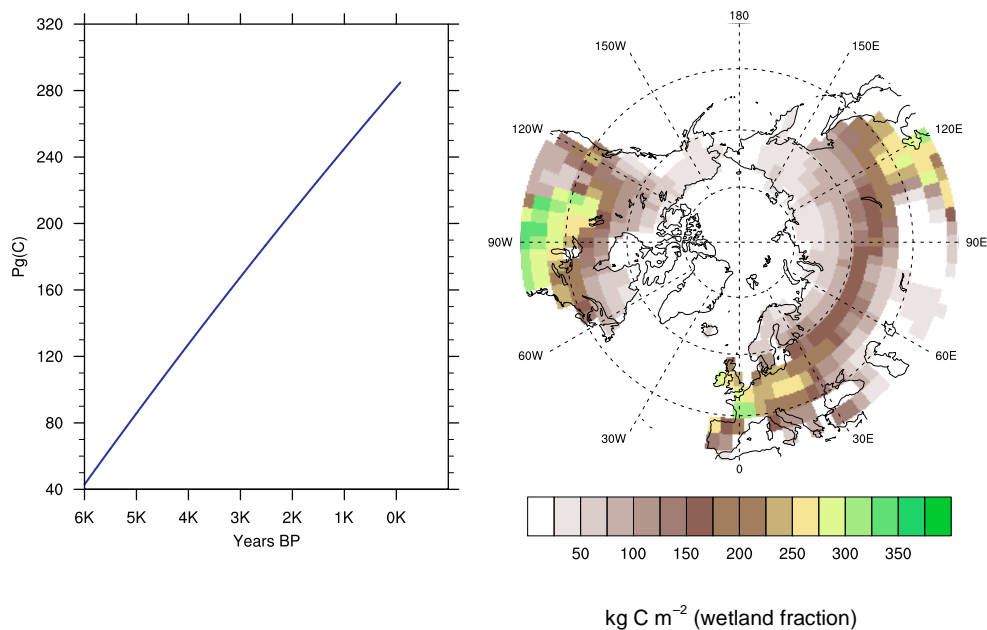 320
280
240
200
160
120
80
40
Pg(C)
6K 5K 4K 3K 2K 1K 0K
Years BP
180
150W 150E
120W 120E
90W 90E
60W 60E
30W 30E
0
50 100 150 200 250 300 350
kg C m⁻² (wetland fraction)